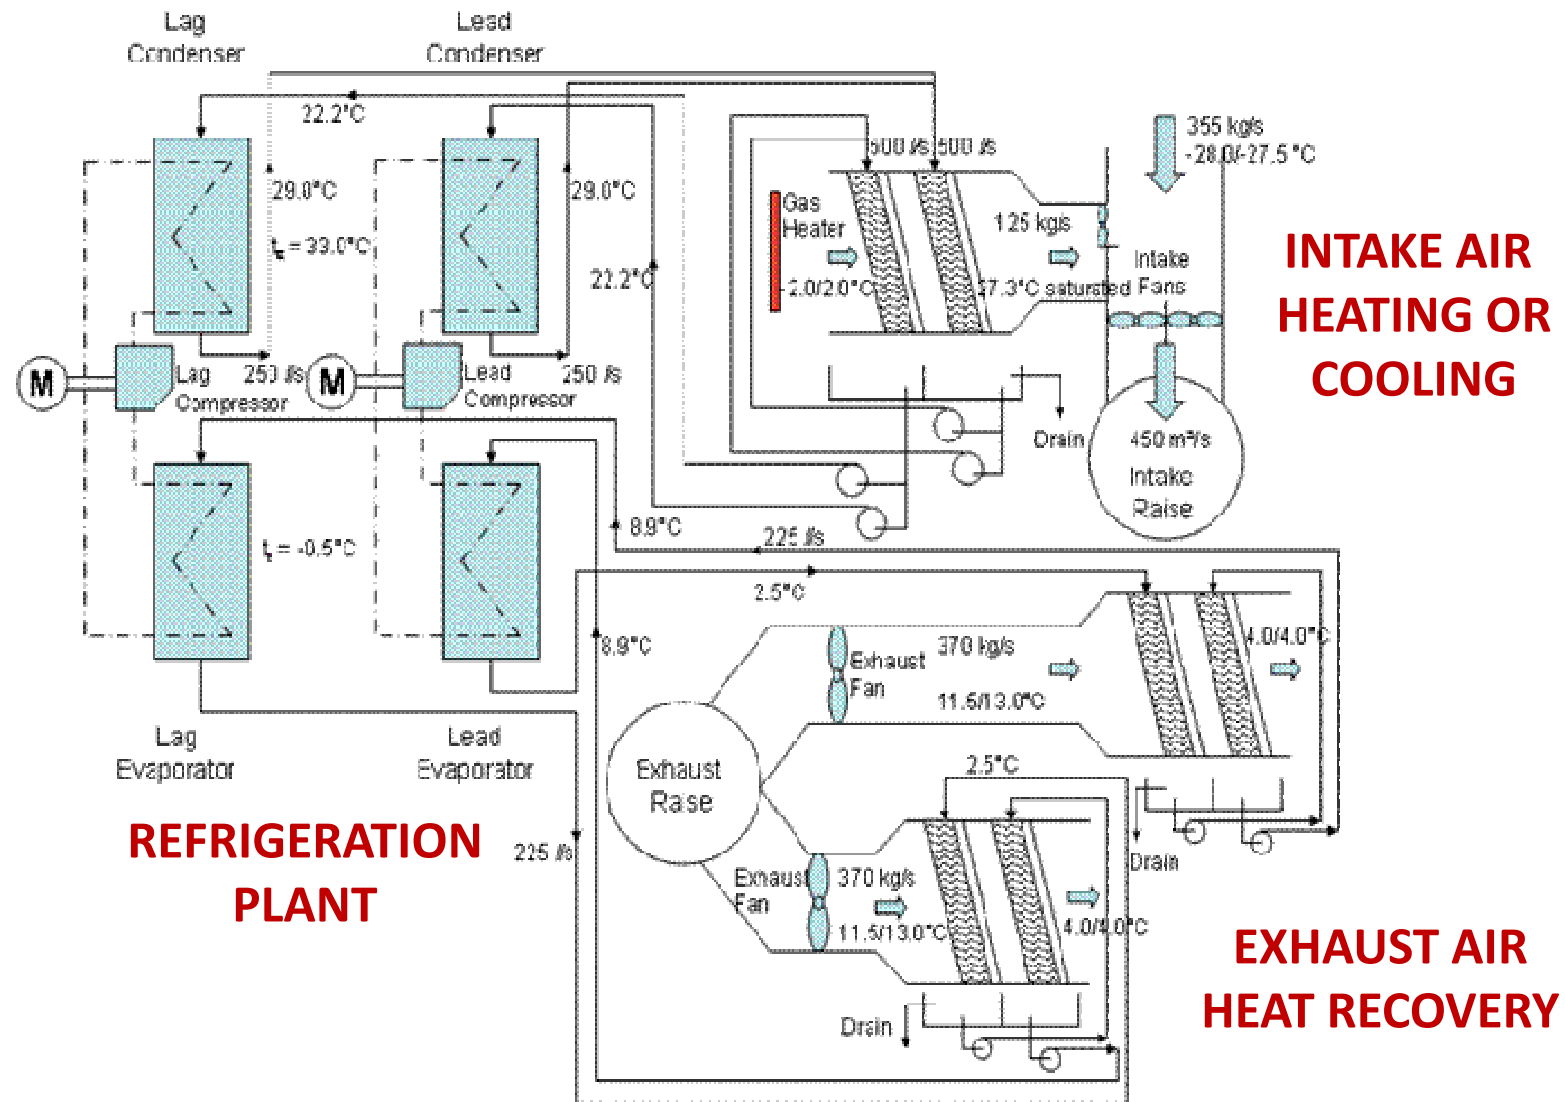 Lag
Condenser
Lead
Condenser
22.2°C
500 l/s
500 l/s
355 kg/s
-28.0/-27.5 °C
29.0°C
29.0°C
Gas
Heater
125 kg/s
INTAKE AIR
HEATING OR
COOLING
= 33.0°C
22.2°C
-2.0/2.0°C
27.3°C saturated
Intake
Fans
M
Lag
Compressor
250 l/s
M
Lead
Compressor
250 l/s
Drain
450 m³/s
Intake
Raise
8.9°C
225 l/s
= -0.5°C
2.5°C
8.9°C
Exhaust
Fan
370 kg/s
11.5/13.0°C
4.0/4.0°C
Lag
Evaporator
Lead
Evaporator
Exhaust
Raise
2.5°C
REFRIGERATION
PLANT
225 l/s
Drain
Exhaust
Fan
370 kg/s
11.5/13.0°C
4.0/4.0°C
EXHAUST AIR
HEAT RECOVERY
Drain